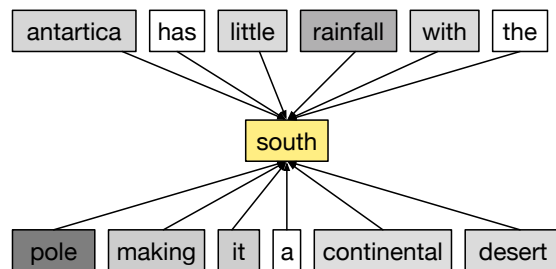 antartica has little rainfall with the
south
pole making it a continental desert